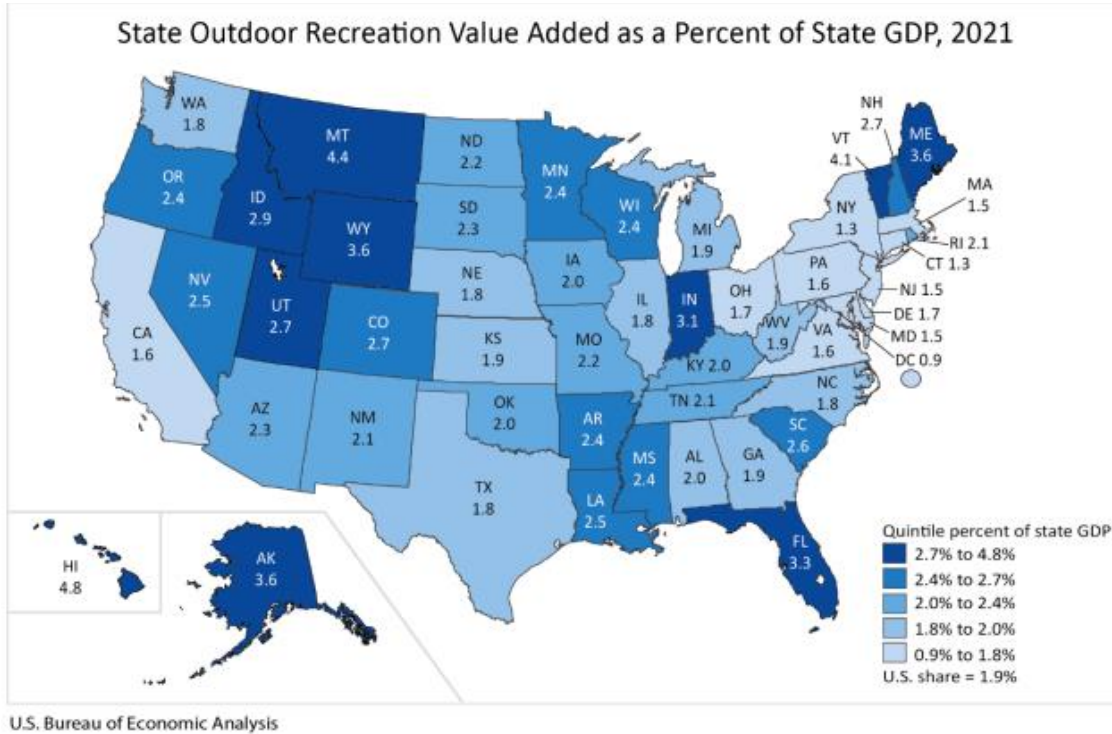 State Outdoor Recreation Value Added as a Percent of State GDP, 2021
WA
1.8
MT
4.4
ND
2.2
MN
2.4
NH
2.7
VT
4.1
ME
3.6
OR
2.4
ID
2.9
WY
3.6
SD
2.3
WI
2.4
MI
1.9
NY
1.3
MA
1.5
RI 2.1
CT 1.3
NV
2.5
UT
2.7
CO
2.7
NE
1.8
IA
2.0
IL
1.8
IN
3.1
OH
1.7
PA
1.6
NJ 1.5
DE 1.7
MD 1.5
DC 0.9
CA
1.6
KS
1.9
MO
2.2
KY 2.0
WV
1.9
VA
1.6
AZ
2.3
NM
2.1
OK
2.0
AR
2.4
TN 2.1
NC
1.8
SC
2.6
TX
1.8
LA
2.5
MS
2.4
AL
2.0
GA
1.9
FL
3.3
HI
4.8
AK
3.6
Quintile percent of state GDP
2.7% to 4.8%
2.4% to 2.7%
2.0% to 2.4%
1.8% to 2.0%
0.9% to 1.8%
U.S. share = 1.9%
U.S. Bureau of Economic Analysis